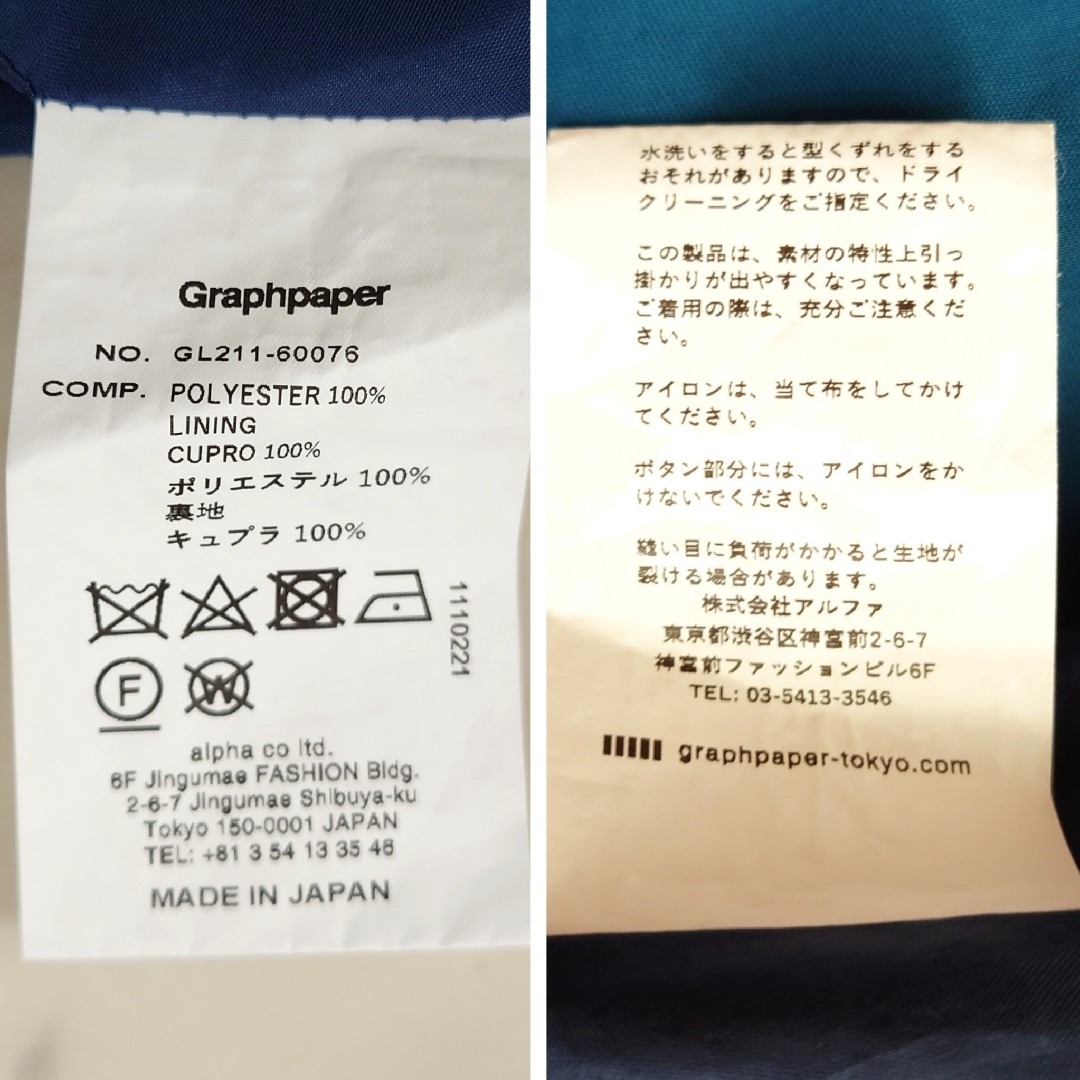 Graphpaper
NO. GL211-60076
COMP. POLYESTER 100%
LINING
CUPRO 100%
ポリエステル 100%
裏地
キュプラ 100%
1110221
F
W
alpha co ltd.
6F Jingumae FASHION Bldg.
2-6-7 Jingumae Shibuya-ku
Tokyo 150-0001 JAPAN
TEL: +81 3 54 13 35 46
MADE IN JAPAN
水洗いをすると型くずれをする
おそれがありますので、ドライ
クリーニングをご指定ください。
この製品は、素材の特性上引っ
掛かりが出やすくなっています。
ご着用の際は、充分ご注意くだ
さい。
アイロンは、当て布をしてかけ
てください。
ボタン部分には、アイロンをか
けないでください。
縫い目に負荷がかかると生地が
裂ける場合があります。
株式会社アルファ
東京都渋谷区神宮前2-6-7
神宮前ファッションビル6F
TEL: 03-5413-3546
graphpaper-tokyo.com